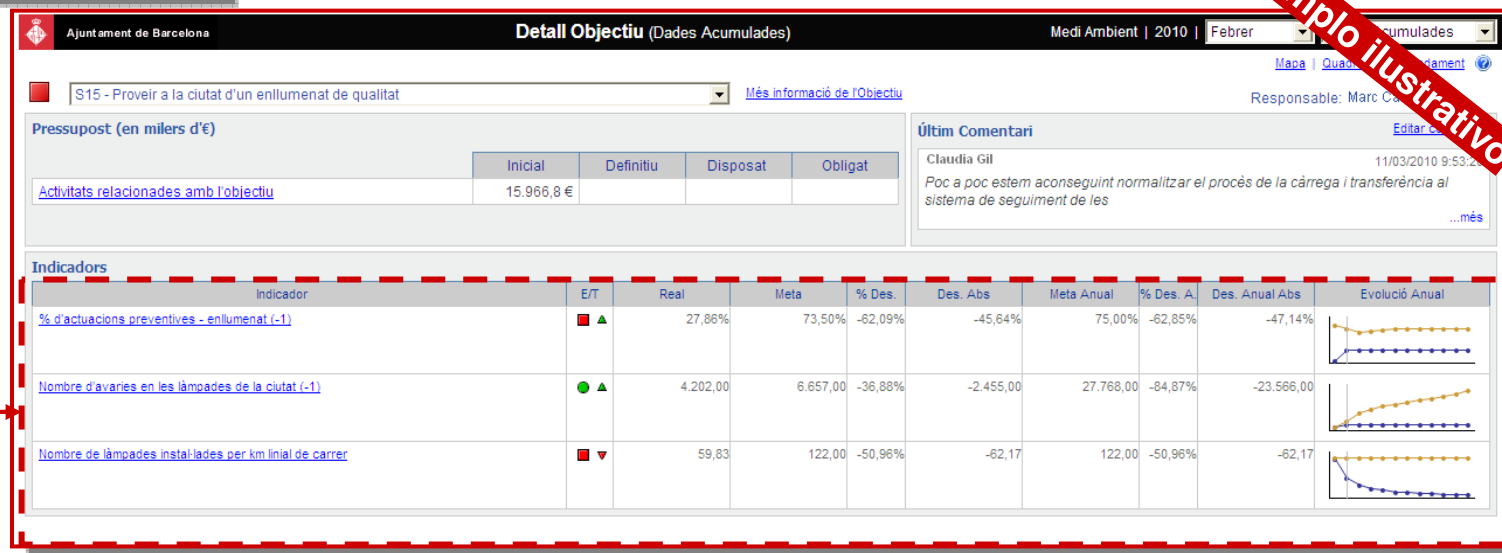 Ajuntament de Barcelona
Detall Objectiu (Dades Acumulades)
Medi Ambient | 2010 | Febrer
cumulades
Ejemplo ilustrativo
Mapa |
S15 - Proveir a la ciutat d'un enllumenat de qualitat
Més informació de l'Objectiu
Responsable: Marc
Pressupost (en milers d'€)
Inicial Definitiu Disposat Obligat
Activitats relacionades amb l'objectiu 15.966,8 €
Últim Comentari
Editar
Claudia Gil 11/03/2010 9:53:
Poc a poc estem aconseguint normalitzar el procès de la càrrega i transferència al
sistema de seguiment de les
...més
Indicadors
Indicador E/T Real Meta % Des. Des. Abs Meta Anual % Des. A. Des. Anual Abs Evolució Anual
% d'actuacions preventives - enllumenat (-1) 27,86% 73,50% -62,09% -45,64% 75,00% -62,85% -47,14%
Nombre d'avaries en les làmpades de la ciutat (-1) 4.202,00 6.657,00 -36,88% -2.455,00 27.768,00 -84,87% -23.566,00
Nombre de làmpades instal·lades per km linial de carrer 59,83 122,00 -50,96% -62,17 122,00 -50,96% -62,17